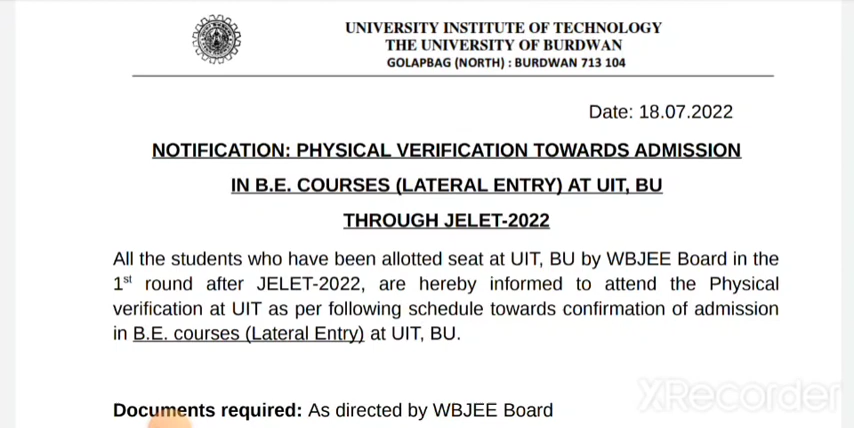 UNIVERSITY INSTITUTE OF TECHNOLOGY
THE UNIVERSITY OF BURDWAN
GOLAPBAG (NORTH) : BURDWAN 713 104
Date: 18.07.2022
NOTIFICATION: PHYSICAL VERIFICATION TOWARDS ADMISSION
IN B.E. COURSES (LATERAL ENTRY) AT UIT, BU
THROUGH JELET-2022
All the students who have been allotted seat at UIT, BU by WBJEE Board in the
1st round after JELET-2022, are hereby informed to attend the Physical
verification at UIT as per following schedule towards confirmation of admission
in B.E. courses (Lateral Entry) at UIT, BU.
XRecorder
Documents required: As directed by WBJEE Board